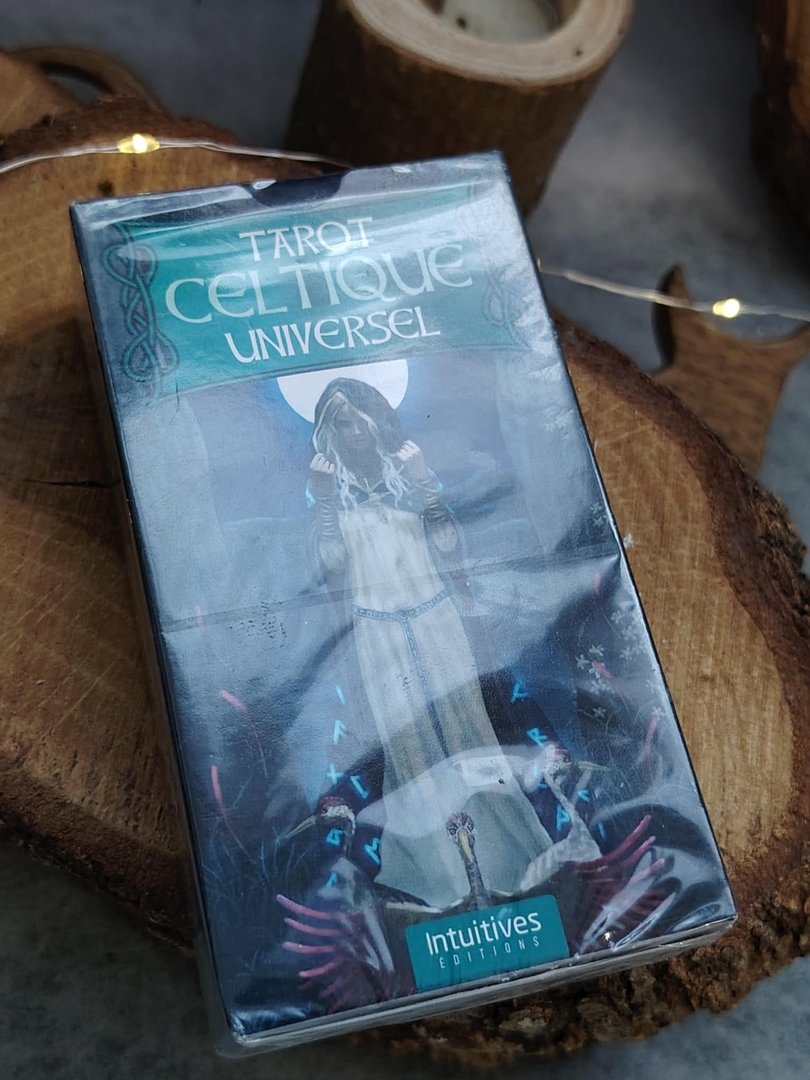 TAROT
CELTIQUE
UNIVERSEL
Intuitives
ÉDITIONS